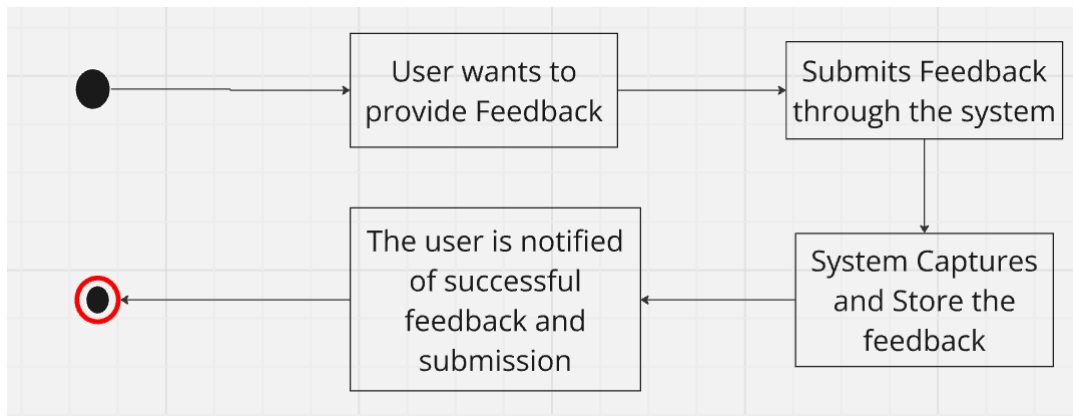 User wants to
provide Feedback
Submits Feedback
through the system
System Captures
and Store the
feedback
The user is notified
of successful
feedback and
submission